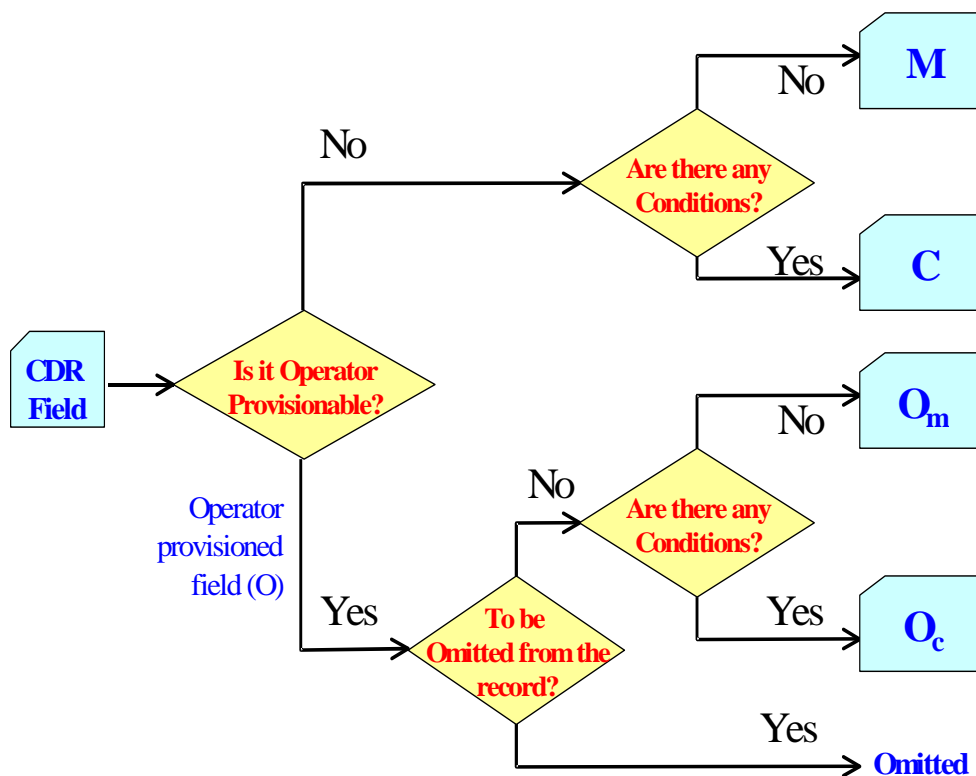 M
No
No
Are there any
Conditions?
Yes
C
CDR
Field
Is it Operator
Provisionable?
Om
No
Operator
provisioned
field (O)
No
Are there any
Conditions?
Yes
To be
Omitted from the
record?
Yes
Oc
Yes
Omitted